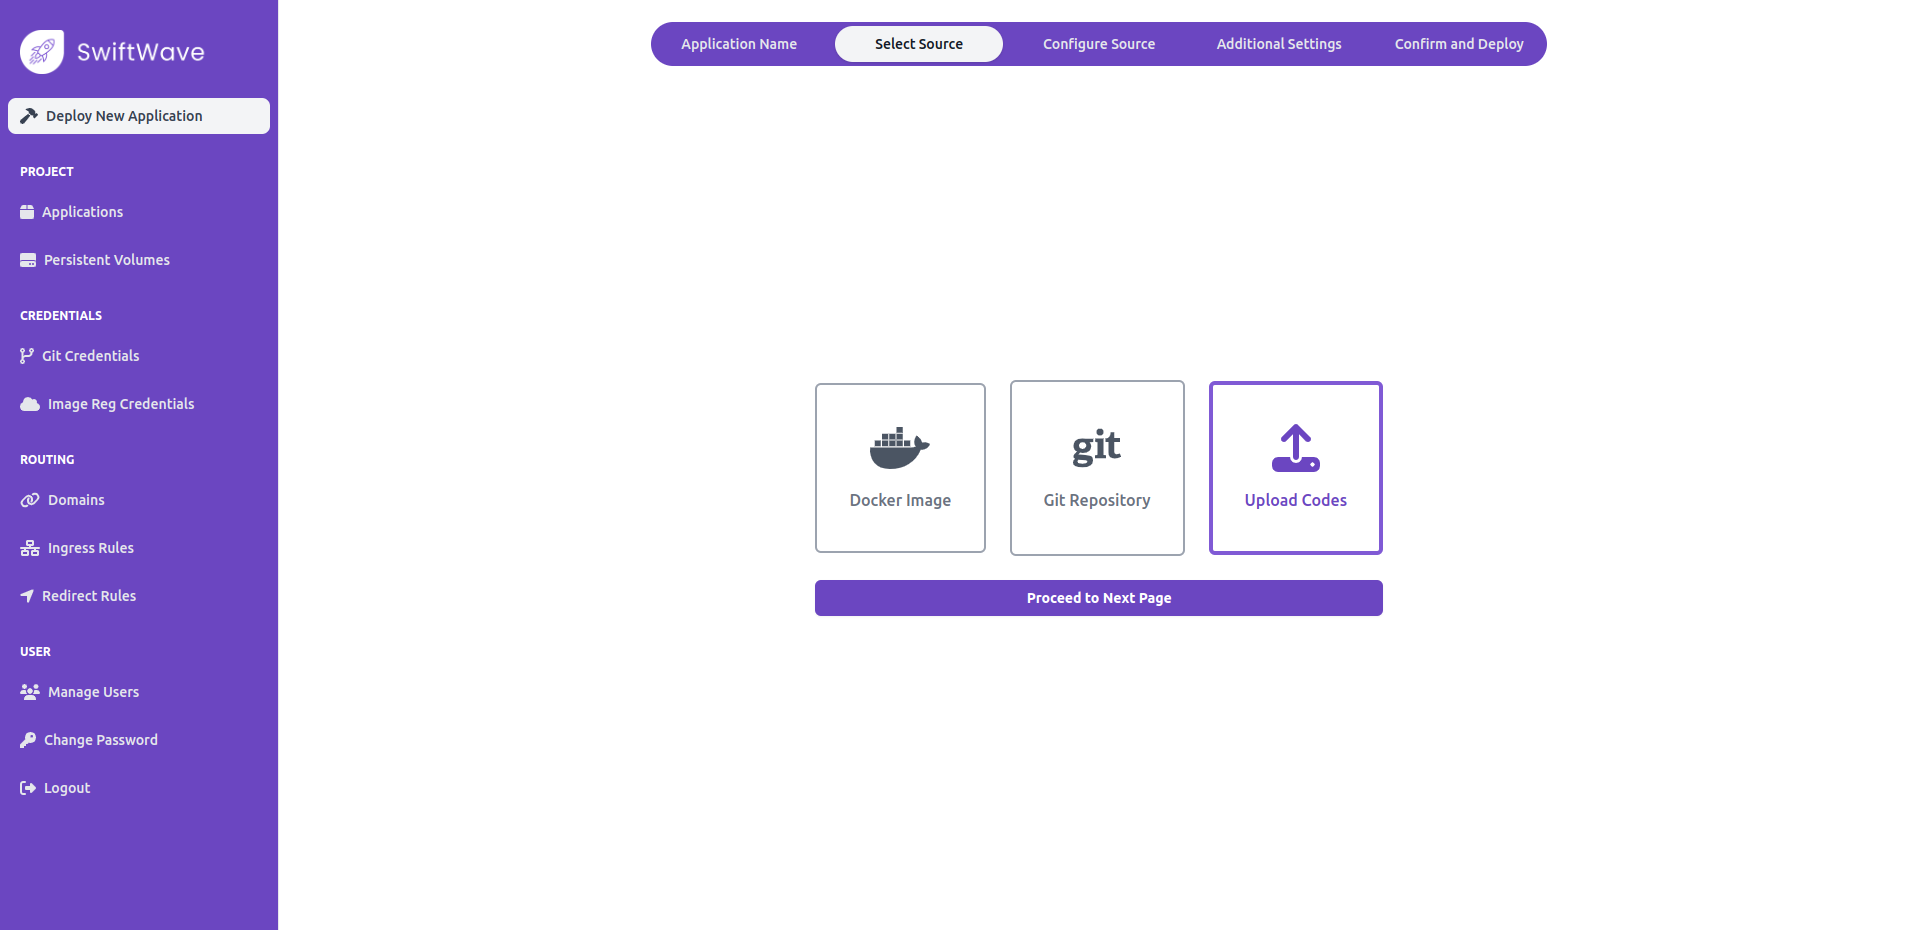 SwiftWave
Deploy New Application
PROJECT
Applications
Persistent Volumes
CREDENTIALS
Git Credentials
Image Reg Credentials
ROUTING
Domains
Ingress Rules
Redirect Rules
USER
Manage Users
Change Password
Logout
Application Name Select Source Configure Source Additional Settings Confirm and Deploy
git
Docker Image Git Repository Upload Codes
Proceed to Next Page